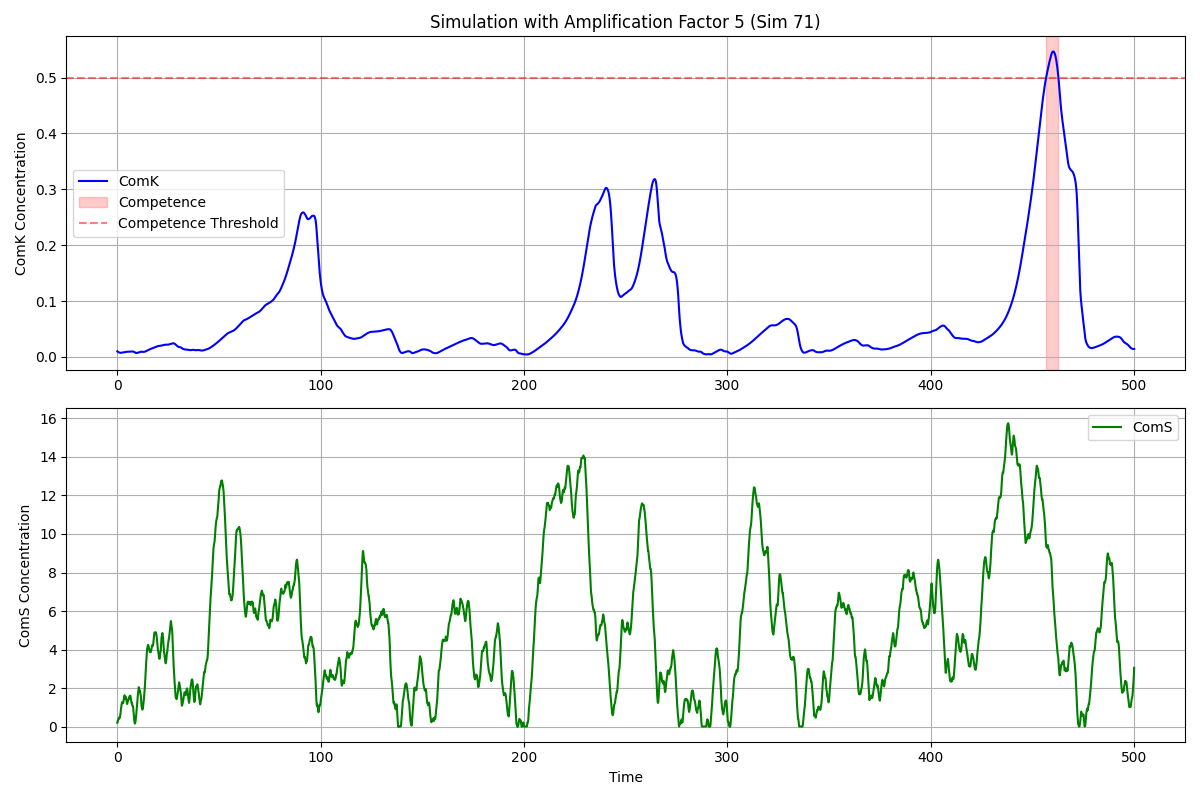 Simulation with Amplification Factor 5 (Sim 71)
ComK Concentration
0.5
0.4
0.3
0.2
0.1
0.0
ComK
Competence
Competence Threshold
0 100 200 300 400 500
ComS Concentration
16
14
12
10
8
6
4
2
0
ComS
0 100 200 300 400 500
Time